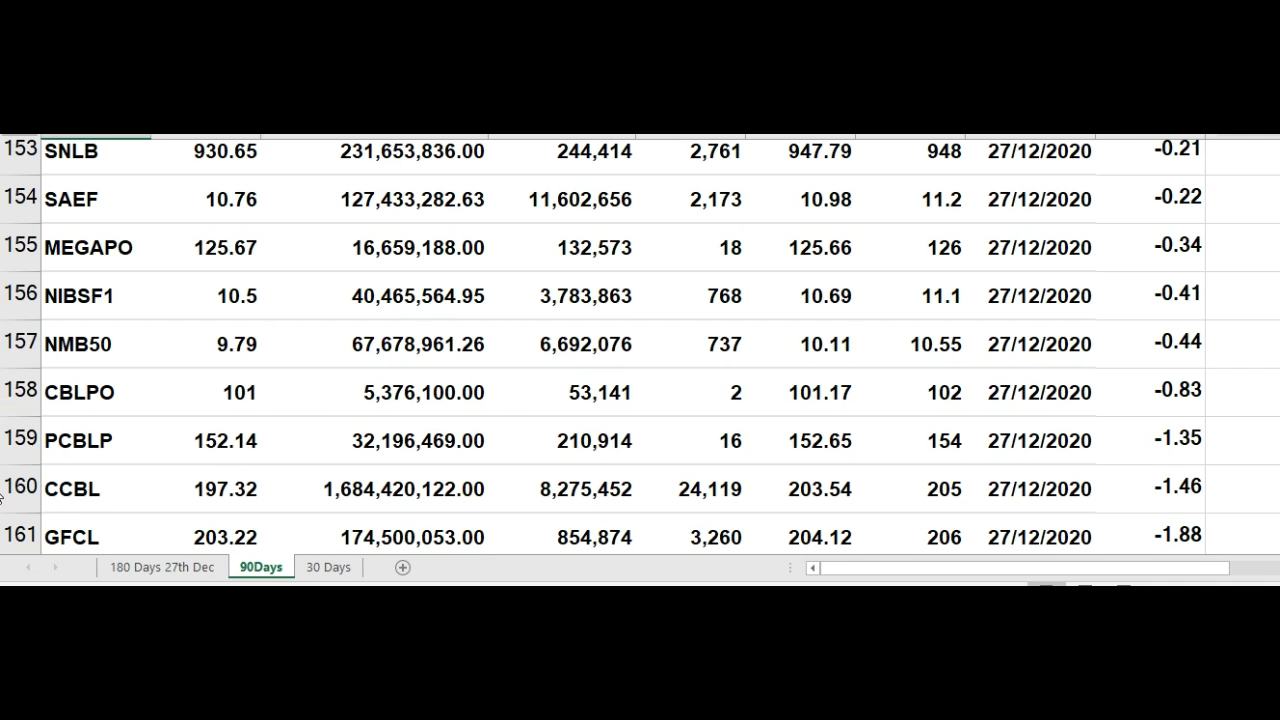 153 SNLB 930.65 231,653,836.00 244,414 2,761 947.79 948 27/12/2020 -0.21
154 SAEF 10.76 127,433,282.63 11,602,656 2,173 10.98 11.2 27/12/2020 -0.22
155 MEGAPO 125.67 16,659,188.00 132,573 18 125.66 126 27/12/2020 -0.34
156 NIBSF1 10.5 40,465,564.95 3,783,863 768 10.69 11.1 27/12/2020 -0.41
157 NMB50 9.79 67,678,961.26 6,692,076 737 10.11 10.55 27/12/2020 -0.44
158 CBLPO 101 5,376,100.00 53,141 2 101.17 102 27/12/2020 -0.83
159 PCBLP 152.14 32,196,469.00 210,914 16 152.65 154 27/12/2020 -1.35
160 CCBL 197.32 1,684,420,122.00 8,275,452 24,119 203.54 205 27/12/2020 -1.46
161 GFCL 203.22 174,500,053.00 854,874 3,260 204.12 206 27/12/2020 -1.88
180 Days 27th Dec 90Days 30 Days